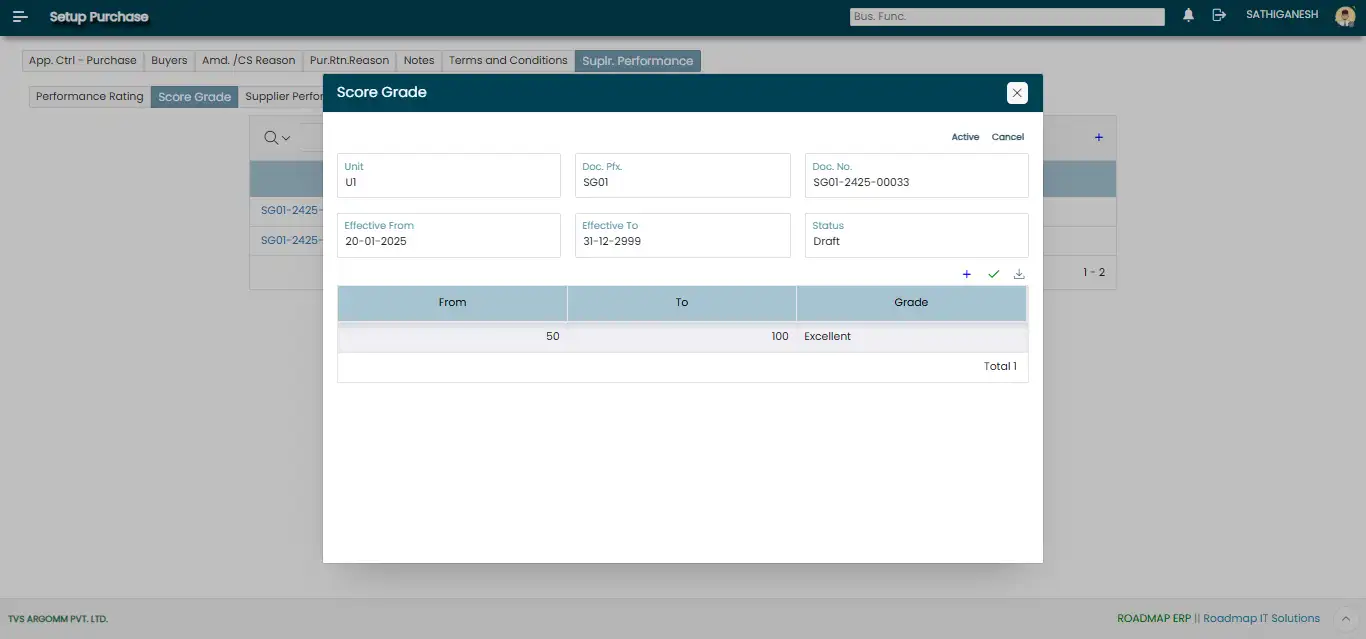 Setup Purchase
Bus. Func.
SATHIGANESH
App. Ctrl - Purchase
Buyers
Amd. /CS Reason
Pur.Rtn.Reason
Notes
Terms and Conditions
Suplr. Performance
Performance Rating
Score Grade
Supplier Perfor
Score Grade
Active
Cancel
Unit
U1
Doc. Pfx.
SG01
Doc. No.
SG01-2425-00033
Effective From
20-01-2025
Effective To
31-12-2999
Status
Draft
SG01-2425-
SG01-2425-
1 - 2
From
To
Grade
50
100
Excellent
Total 1
TVS ARGOMM PVT. LTD.
ROADMAP ERP || Roadmap IT Solutions